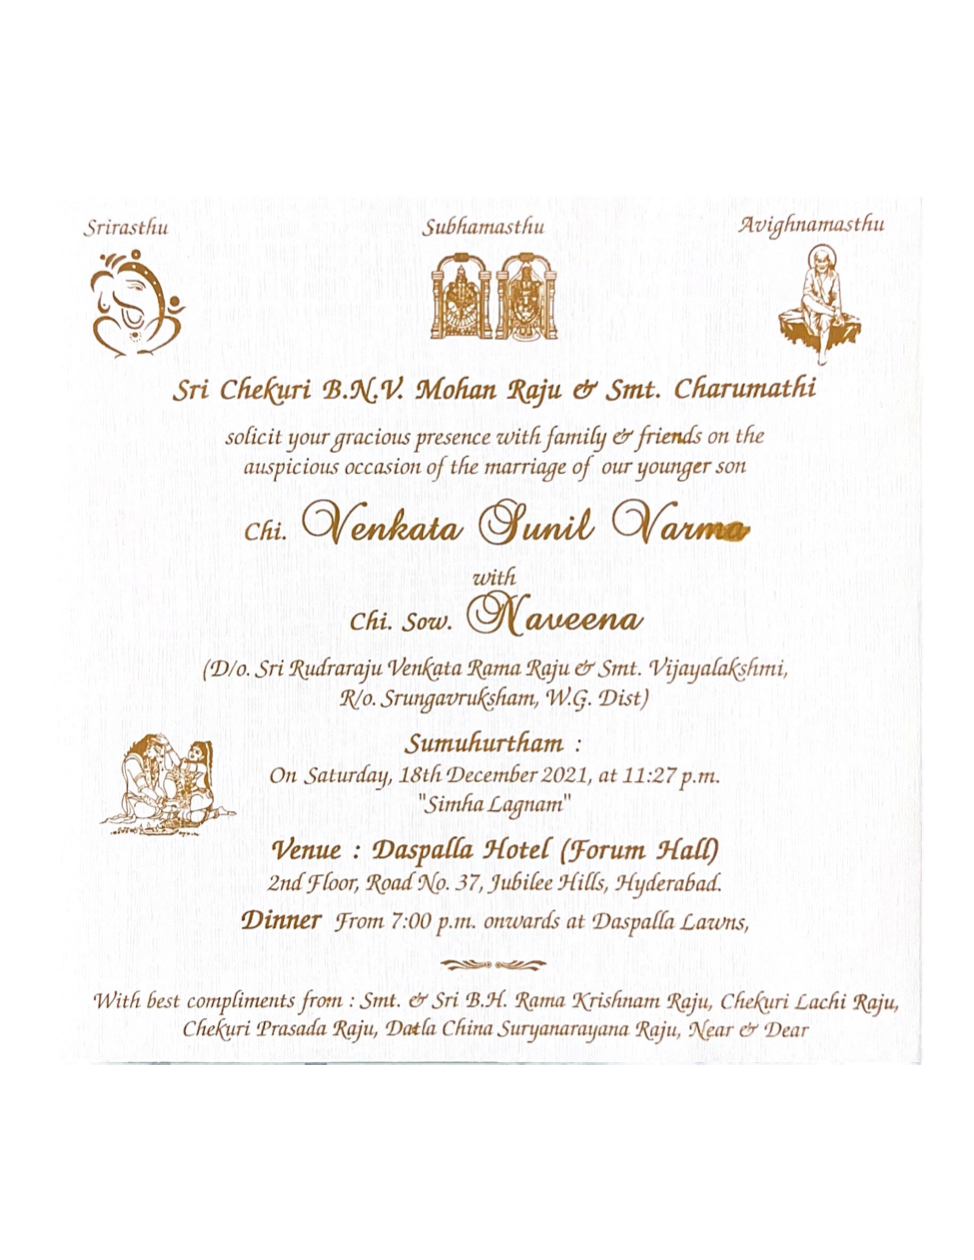 Srirasthu
Subhamasthu
Avighnamasthu
Sri Chekuri B.N.V. Mohan Raju & Smt. Charumathi
solicit your gracious presence with family & friends on the
auspicious occasion of the marriage of our younger son
Chi. Venkata Sunil Varma
with
Chi. Sow. Naveena
(D/o. Sri Rudraraju Venkata Rama Raju & Smt. Vijayalakshmi,
R/o. Srungavruksham, W.G. Dist)
Sumuhurtham :
On Saturday, 18th December 2021, at 11:27 p.m.
"Simha Lagnam"
Venue : Daspalla Hotel (Forum Hall)
2nd Floor, Road No. 37, Jubilee Hills, Hyderabad.
Dinner From 7:00 p.m. onwards at Daspalla Lawns,
With best compliments from : Smt. & Sri B.H. Rama Krishnam Raju, Chekuri Lachi Raju,
Chekuri Prasada Raju, Datla China Suryanarayana Raju, Near & Dear